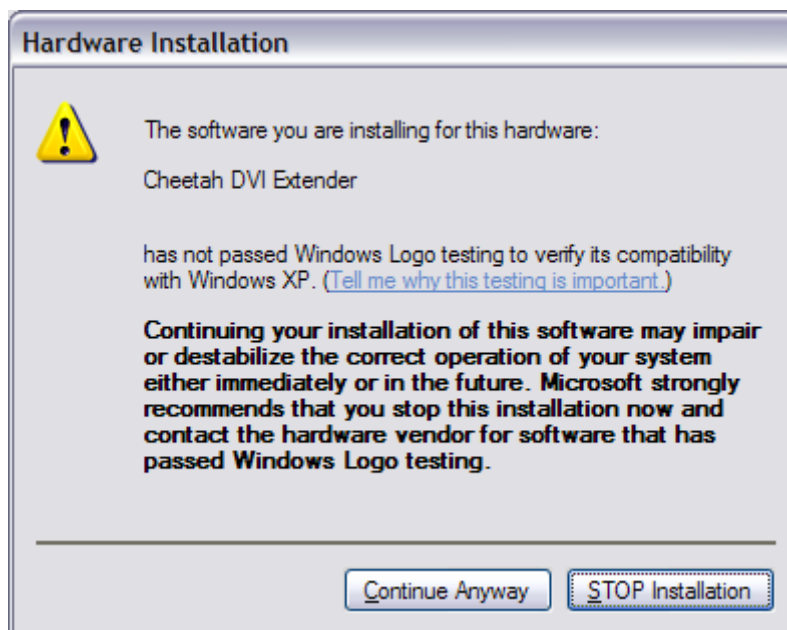 Hardware Installation
The software you are installing for this hardware:
Cheetah DVI Extender
has not passed Windows Logo testing to verify its compatibility
with Windows XP. (Tell me why this testing is important.)
Continuing your installation of this software may impair
or destabilize the correct operation of your system
either immediately or in the future. Microsoft strongly
recommends that you stop this installation now and
contact the hardware vendor for software that has
passed Windows Logo testing.
Continue Anyway
STOP Installation